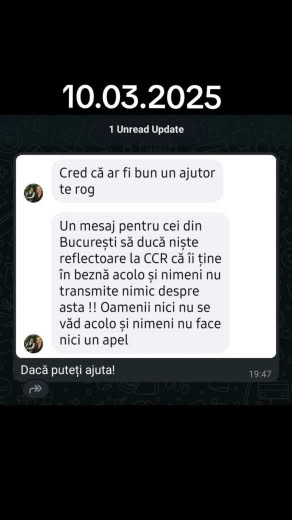 10.03.2025
1 Unread Update
Cred că ar fi bun un ajutor
te rog
Un mesaj pentru cei din
București să ducă niște
reflectoare la CCR că îi ține
în beznă acolo și nimeni nu
transmite nimic despre
asta !! Oamenii nici nu se
văd acolo și nimeni nu face
nici un apel
Dacă puteți ajuta!
19:47